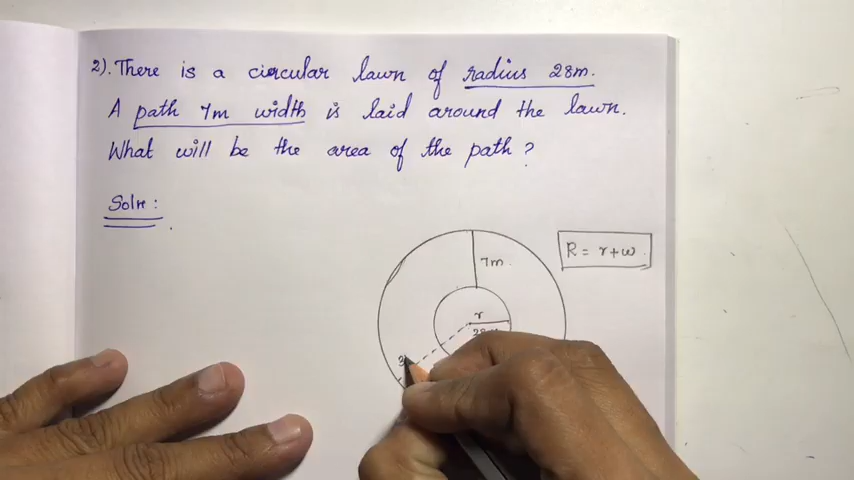 2). There is a circular lawn of radius 28m.
A path 7m width is laid around the lawn.
What will be the area of the path ?
Soln :
R = r+w
7m
r
28m